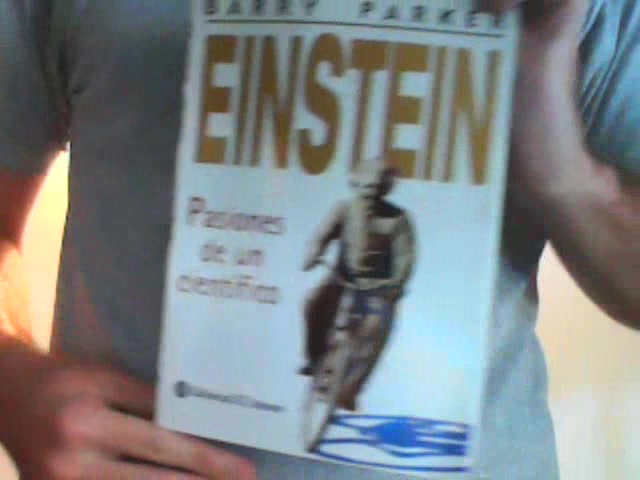 BARRY PARKER
EINSTEIN
Pasiones
de un
científico